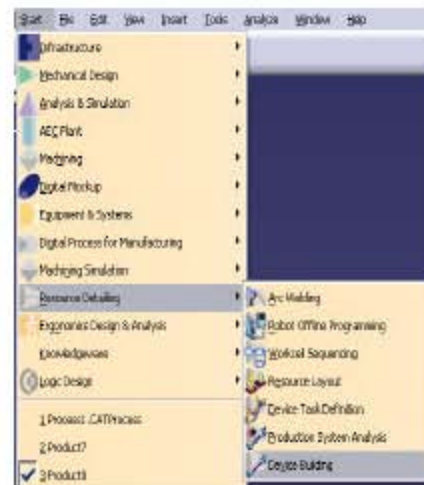 Start File Edit View Insert Tools Analyze Window Help
Infrastructure
Mechanical Design
Analysis & Simulation
AEC Plant
Machining
Digital Mockup
Equipment & Systems
Digital Process for Manufacturing
Machining Simulation
Resource Detailing
Ergonomics Design & Analysis
Knowledgeware
Logic Design
1 Process1.CATProcess
2 Product7
3 Product8
Arc Welding
Robot Offline Programming
Workcell Sequencing
Resource Layout
Device Task Definition
Production System Analysis
Device Building